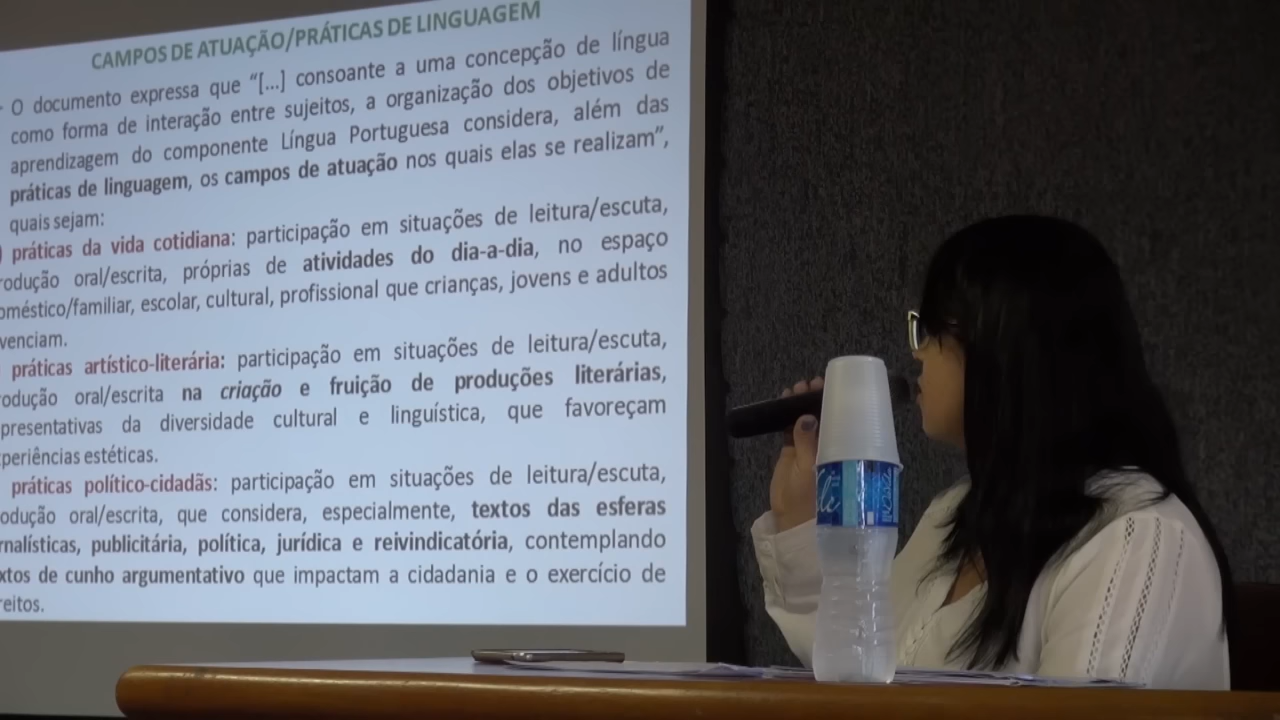 CAMPOS DE ATUAÇÃO/PRÁTICAS DE LINGUAGEM
O documento expressa que “[...] consoante a uma concepção de língua
como forma de interação entre sujeitos, a organização dos objetivos de
aprendizagem do componente Língua Portuguesa considera, além das
práticas de linguagem, os campos de atuação nos quais elas se realizam”,
quais sejam:
) práticas da vida cotidiana: participação em situações de leitura/escuta,
rodução oral/escrita, próprias de atividades do dia-a-dia, no espaço
oméstico/familiar, escolar, cultural, profissional que crianças, jovens e adultos
venciam.
práticas artístico-literária: participação em situações de leitura/escuta,
odução oral/escrita na criação e fruição de produções literárias,
presentativas da diversidade cultural e linguística, que favoreçam
periências estéticas.
práticas político-cidadãs: participação em situações de leitura/escuta,
odução oral/escrita, que considera, especialmente, textos das esferas
rnalísticas, publicitária, política, jurídica e reivindicatória, contemplando
xtos de cunho argumentativo que impactam a cidadania e o exercício de
reitos.